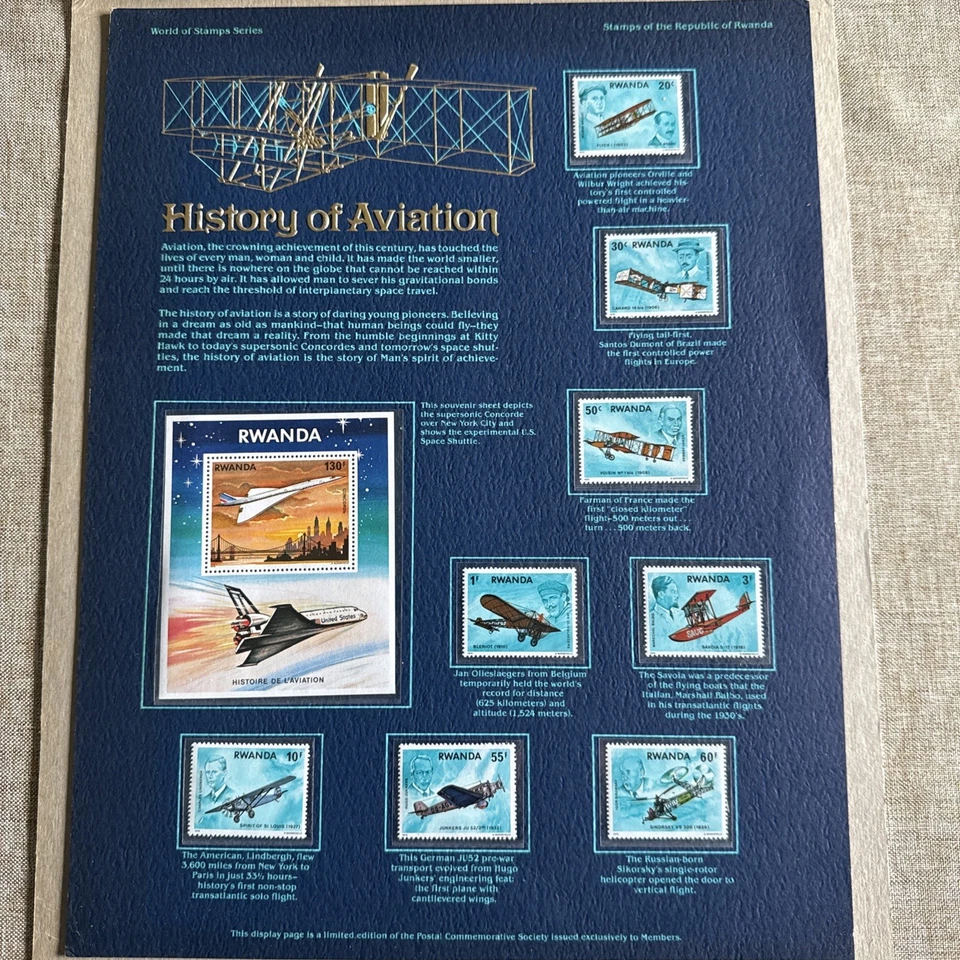 World of Stamps Series
Stamps of the Republic of Rwanda
History of Aviation
Aviation, the crowning achievement of this century, has touched the
lives of every man, woman and child. It has made the world smaller,
until there is nowhere on the globe that cannot be reached within
24 hours by air. It has allowed man to sever his gravitational bonds
and reach the threshold of interplanetary space travel.
The history of aviation is a story of daring young pioneers. Believing
in a dream as old as mankind—that human beings could fly—they
made that dream a reality. From the humble beginnings at Kitty
Hawk to today's supersonic Concordes and tomorrow's space shut-
tles, the history of aviation is the story of Man's spirit of achieve-
ment.
RWANDA 20c
Aviation pioneers Orville and
Wilbur Wright achieved his-
tory's first controlled
powered flight in a heavier-
than-air machine.
30c RWANDA
Flying tail-first,
Santos Dumont of Brazil made
the first controlled power
flights in Europe.
50c RWANDA
Farman of France made the
first "closed kilometer"
flight–500 meters out...
turn...500 meters back.
This souvenir sheet depicts
the supersonic Concorde
over New York City and
shows the experimental U.S.
Space Shuttle.
RWANDA
RWANDA 130F
United States
HISTOIRE DE L'AVIATION
1F RWANDA
BLERIOT
Jan Olieslaegers from Belgium
temporarily held the world's
record for distance
(625 kilometers) and
altitude (1,524 meters).
RWANDA 3F
The Savoia was a predecessor
of the flying boats that the
Italian, Marshall Balbo, used
in his transatlantic flights
during the 1930's.
RWANDA 10F
SPIRIT OF ST LOUIS (1927)
The American, Lindbergh, flew
3,600 miles from New York to
Paris in just 33½ hours—
history's first non-stop
transatlantic solo flight.
RWANDA 55F
JUNKERS JU 52/3M
This German JU52 pre-war
transport evolved from Hugo
Junkers' engineering feat:
the first plane with
cantilevered wings.
RWANDA 60F
SIKORSKY VS 300
The Russian-born
Sikorsky's single-rotor
helicopter opened the door to
vertical flight.
This display page is a limited edition of the Postal Commemorative Society issued exclusively to Members.